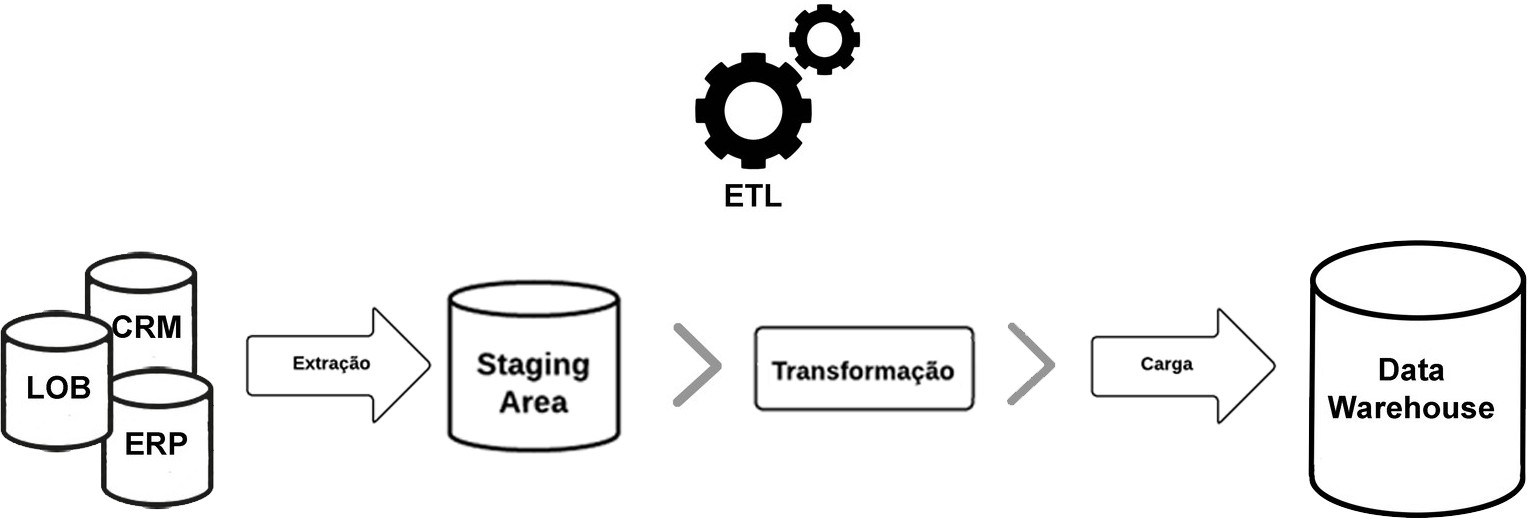 ETL
CRM
LOB
ERP
Extração
Staging
Area
Transformação
Carga
Data
Warehouse